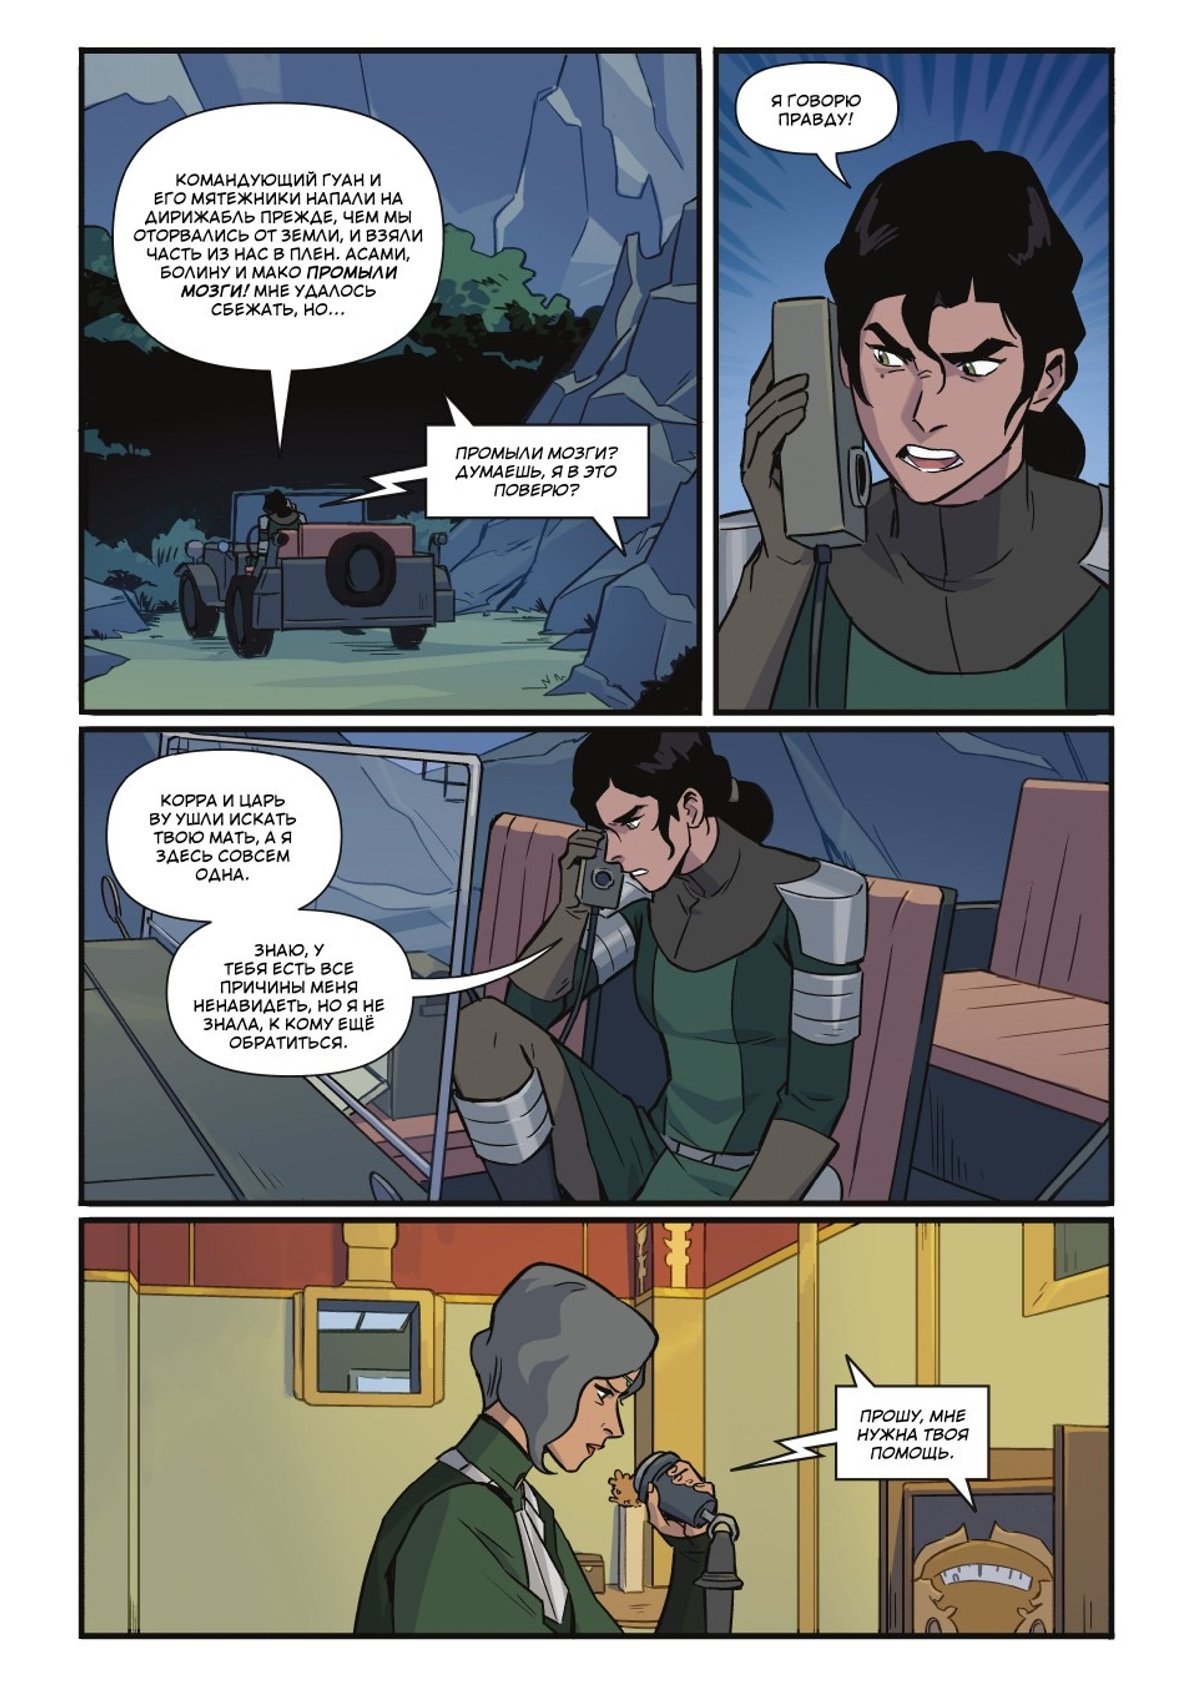 КОМАНДУЮЩИЙ ГУАН И
ЕГО МЯТЕЖНИКИ НАПАЛИ НА
ДИРИЖАБЛЬ ПРЕЖДЕ, ЧЕМ МЫ
ОТОРВАЛИСЬ ОТ ЗЕМЛИ, И ВЗЯЛИ
ЧАСТЬ ИЗ НАС В ПЛЕН. АСАМИ,
БОЛИНУ И МАКО ПРОМЫЛИ
МОЗГИ! МНЕ УДАЛОСЬ
СБЕЖАТЬ, НО...
ПРОМЫЛИ МОЗГИ?
ДУМАЕШЬ, Я В ЭТО
ПОВЕРЮ?
Я ГОВОРЮ
ПРАВДУ!
КОРРА И ЦАРЬ
ВУ УШЛИ ИСКАТЬ
ТВОЮ МАТЬ, А Я
ЗДЕСЬ СОВСЕМ
ОДНА.
ЗНАЮ, У
ТЕБЯ ЕСТЬ ВСЕ
ПРИЧИНЫ МЕНЯ
НЕНАВИДЕТЬ, НО Я НЕ
ЗНАЛА, К КОМУ ЕЩЁ
ОБРАТИТЬСЯ.
ПРОШУ, МНЕ
НУЖНА ТВОЯ
ПОМОЩЬ.